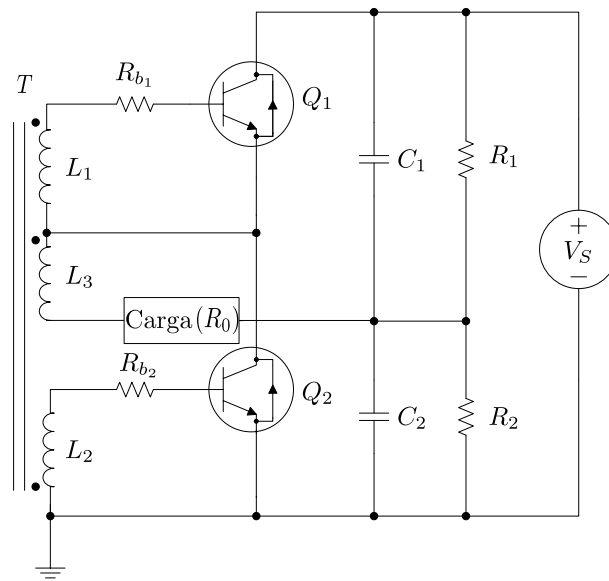 T
R_{b_1}
Q_1
L_1
C_1
R_1
+
V_S
−
L_3
Carga(R_0)
R_{b_2}
Q_2
L_2
C_2
R_2